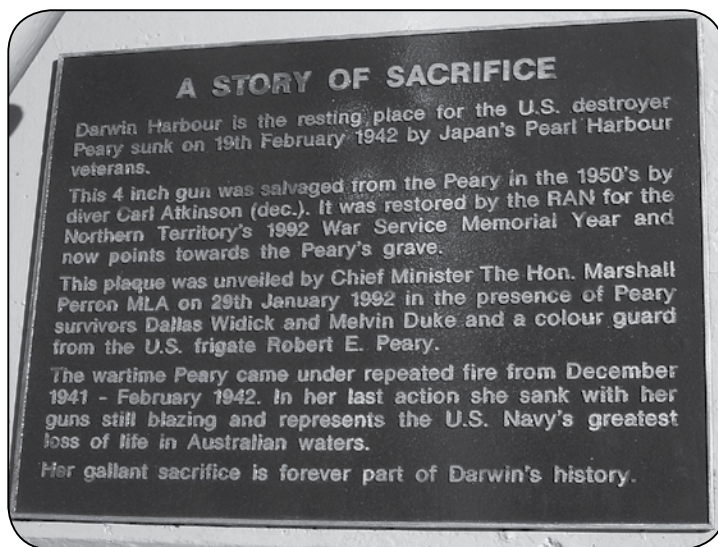 A STORY OF SACRIFICE
Darwin Harbour is the resting place for the U.S. destroyer
Peary sunk on 19th February 1942 by Japan's Pearl Harbour
veterans.
This 4 inch gun was salvaged from the Peary in the 1950's by
diver Carl Atkinson (dec.). It was restored by the RAN for the
Northern Territory's 1992 War Service Memorial Year and
now points towards the Peary's grave.
This plaque was unveiled by Chief Minister The Hon. Marshall
Perron MLA on 29th January 1992 in the presence of Peary
survivors Dallas Widick and Melvin Duke and a colour guard
from the U.S. frigate Robert E. Peary.
The wartime Peary came under repeated fire from December
1941 - February 1942. In her last action she sank with her
guns still blazing and represents the U.S. Navy's greatest
loss of life in Australian waters.
Her gallant sacrifice is forever part of Darwin's history.